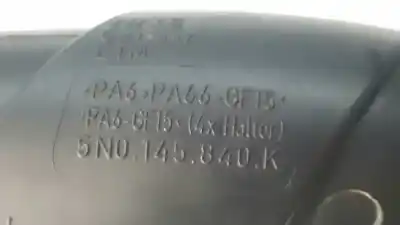 >PA6< >PA66-GF15<
>PA6-GF15< (4x Halter)
5N0.145.840.K